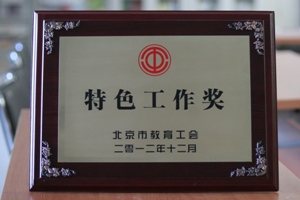 特色工作奖
北京市教育工会
二零一二年十二月